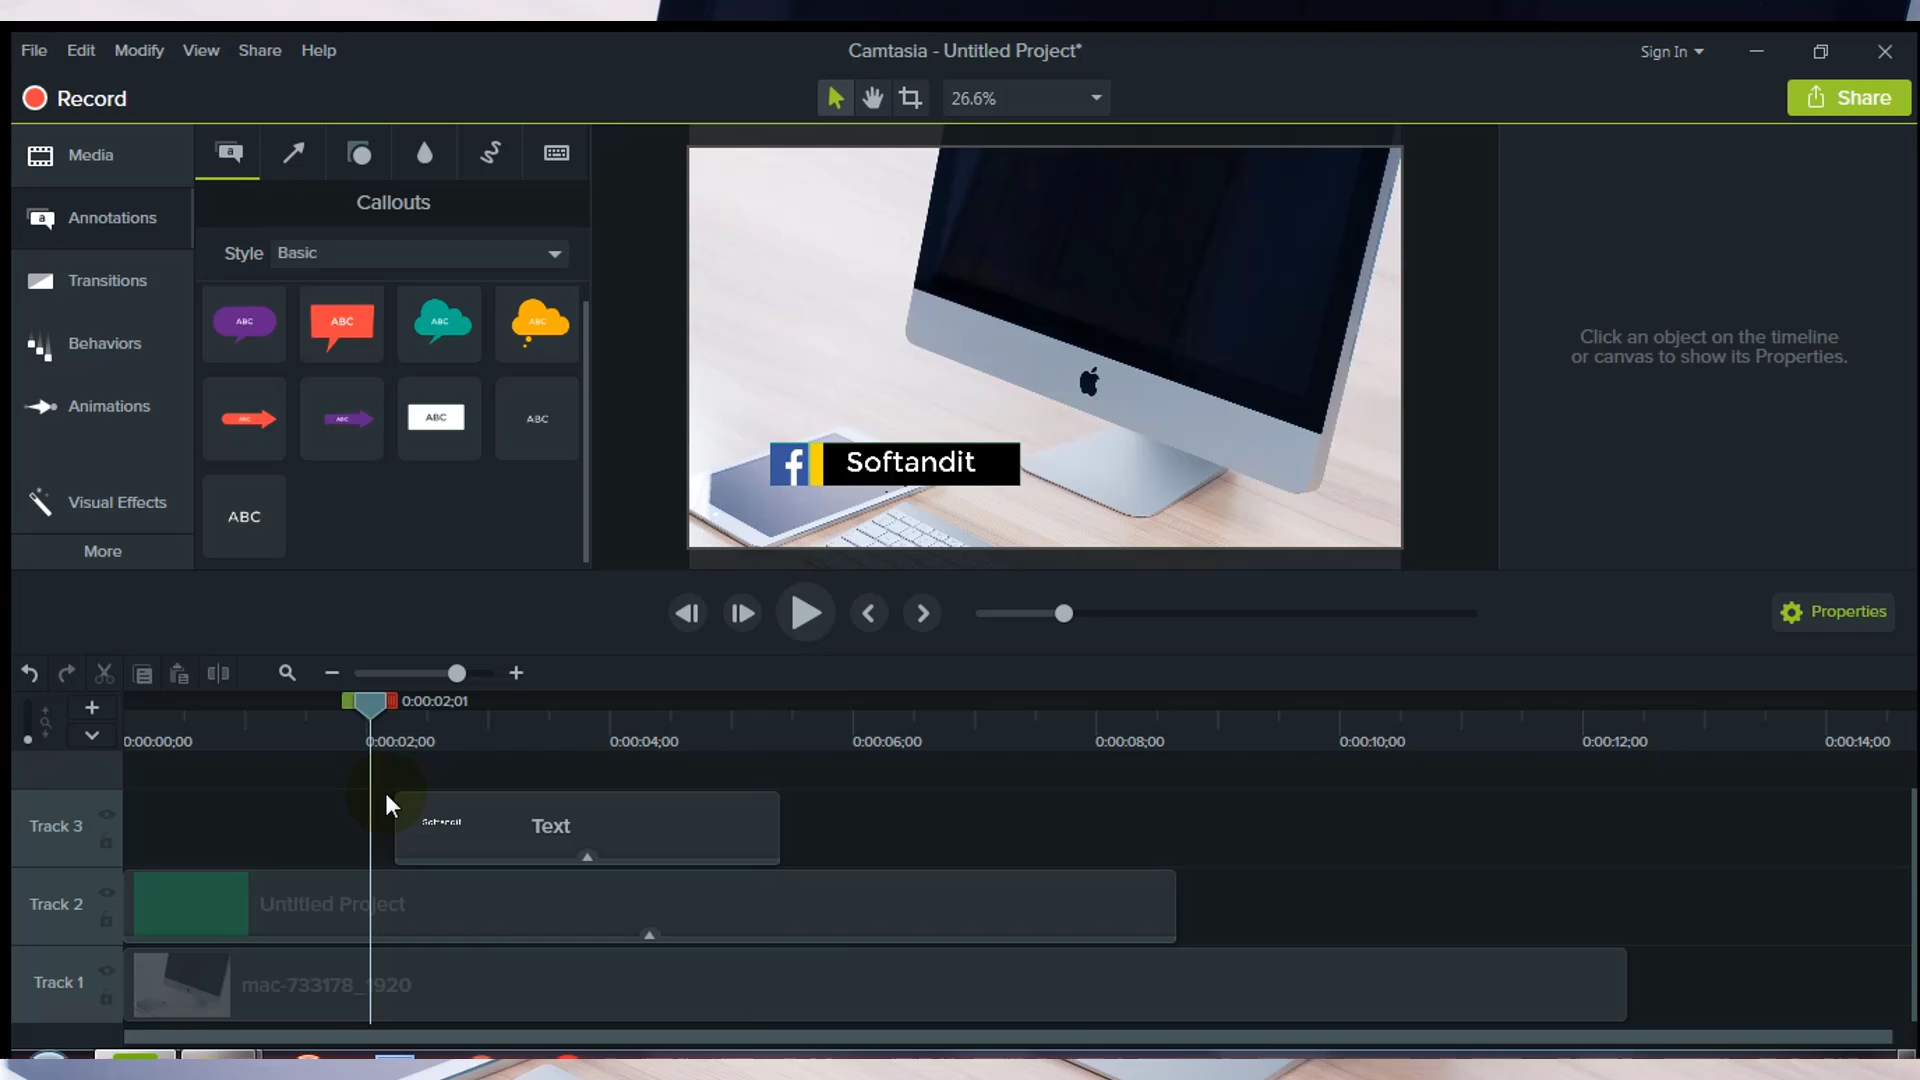 File Edit Modify View Share Help
Camtasia - Untitled Project*
Sign In
Record
26.6%
Share
Media
Annotations
Transitions
Behaviors
Animations
Visual Effects
More
Callouts
Style Basic
ABC ABC ABC ABC
ABC ABC ABC ABC
ABC
f Softandit
Click an object on the timeline
or canvas to show its Properties.
Properties
0:00:02;01
0:00:00;00 0:00:02;00 0:00:04;00 0:00:06;00 0:00:08;00 0:00:10;00 0:00:12;00 0:00:14;00
Track 3 Softandit Text
Track 2 Untitled Project
Track 1 mac-733178_1920